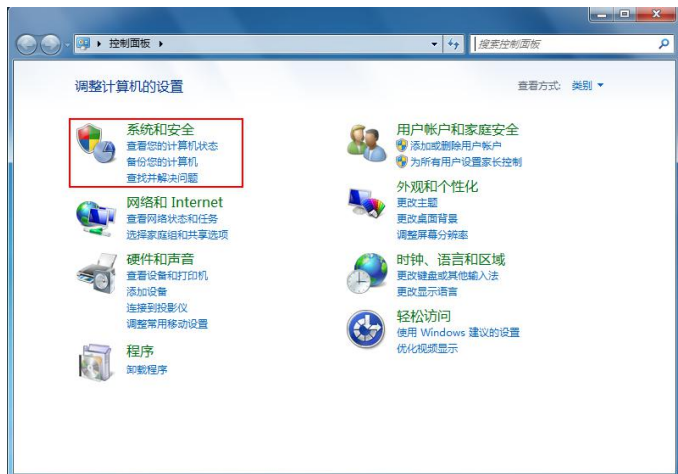 控制面板
搜索控制面板
调整计算机的设置
查看方式: 类别
系统和安全
查看您的计算机状态
备份您的计算机
查找并解决问题
网络和 Internet
查看网络状态和任务
选择家庭组和共享选项
硬件和声音
查看设备和打印机
添加设备
连接到投影仪
调整常用移动设置
程序
卸载程序
用户帐户和家庭安全
添加或删除用户帐户
为所有用户设置家长控制
外观和个性化
更改主题
更改桌面背景
调整屏幕分辨率
时钟、语言和区域
更改键盘或其他输入法
更改显示语言
轻松访问
使用 Windows 建议的设置
优化视频显示